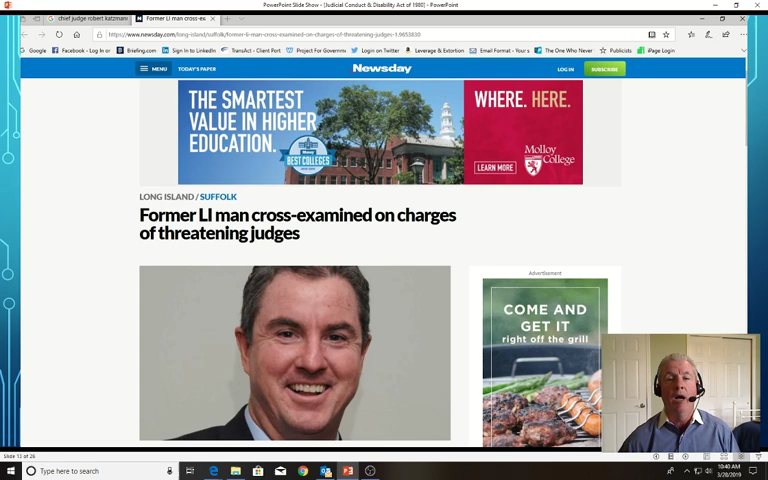 PowerPoint Slide Show - [Judicial Conduct & Disability Act of 1980] - PowerPoint
chief judge robert katzmann
Former LI man cross-ex
https://www.newsday.com/long-island/suffolk/former-li-man-cross-examined-on-charges-of-threatening-judges-1.9653830
Google
Facebook - Log In or
Briefing.com
Sign In to LinkedIn
TransAct - Client Port
Project For Governme
Login on Twitter
Leverage & Extortion
Email Format - Your s
The One Who Never
Publicists
iPage Login
MENU
TODAY'S PAPER
Newsday
LOG IN
SUBSCRIBE
THE SMARTEST
VALUE IN HIGHER
EDUCATION.
Money
BEST COLLEGES
WHERE. HERE.
LEARN MORE
Molloy
College
LONG ISLAND / SUFFOLK
Former LI man cross-examined on charges
of threatening judges
Advertisement
COME AND
GET IT
right off the grill
Slide 13 of 26
Type here to search
10:40 AM
3/28/2019